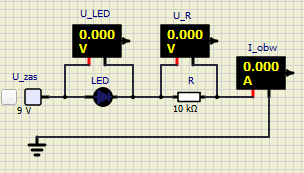 U_LED
U_R
0.000
V
0.000
V
I_obw
0.000
A
U_zas
LED
R
9 V
10 kΩ